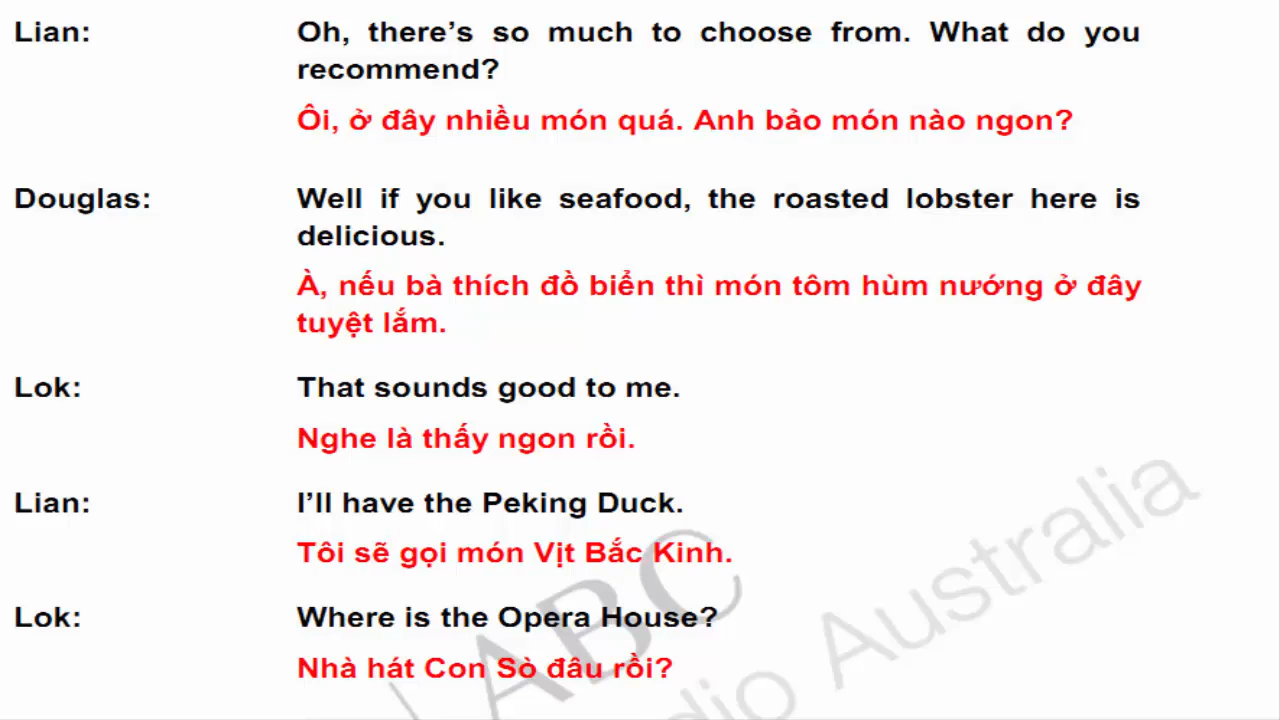 Lian: Oh, there’s so much to choose from. What do you
recommend?
Ôi, ở đây nhiều món quá. Anh bảo món nào ngon?
Douglas: Well if you like seafood, the roasted lobster here is
delicious.
À, nếu bà thích đồ biển thì món tôm hùm nướng ở đây
tuyệt lắm.
Lok: That sounds good to me.
Nghe là thấy ngon rồi.
Lian: I’ll have the Peking Duck.
Tôi sẽ gọi món Vịt Bắc Kinh.
Lok: Where is the Opera House?
Nhà hát Con Sò đâu rồi?
ABC
dio Australia